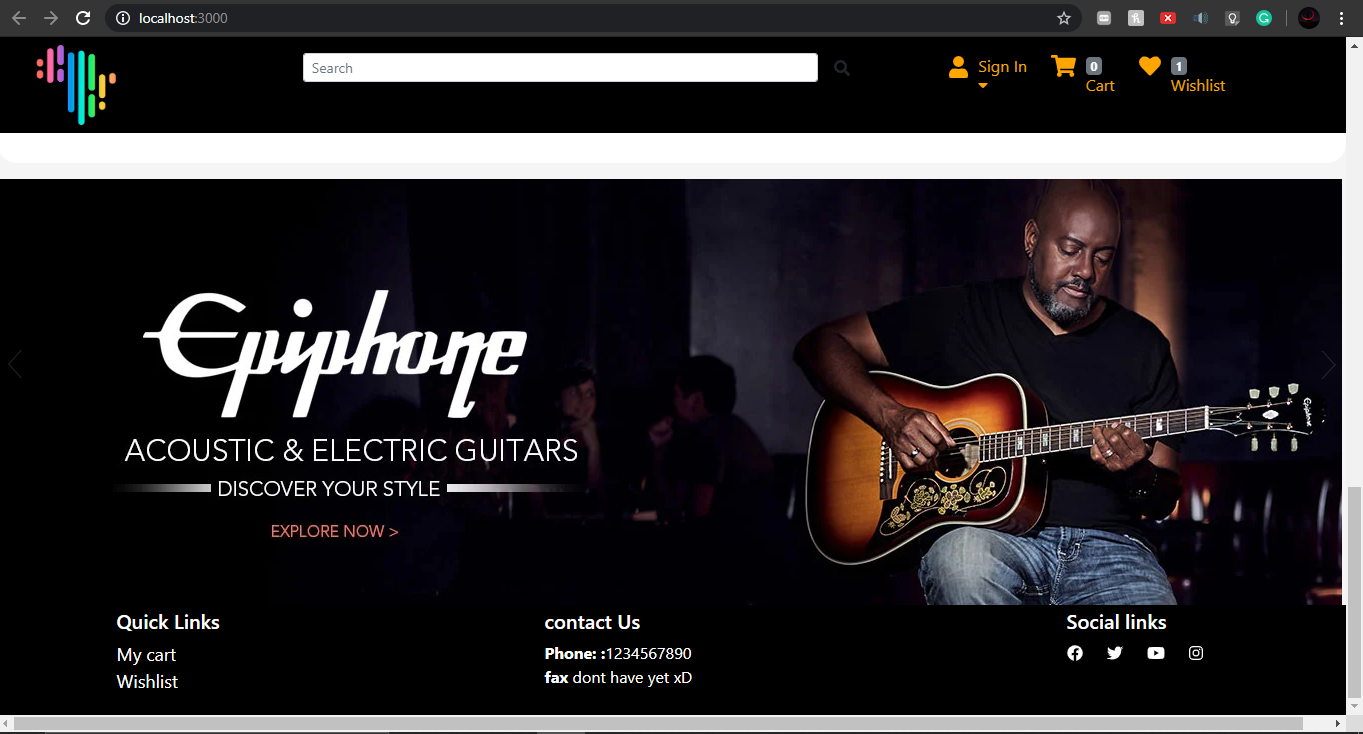 localhost:3000
Search
Sign In
0
Cart
1
Wishlist
Epiphone
ACOUSTIC & ELECTRIC GUITARS
DISCOVER YOUR STYLE
EXPLORE NOW >
Epiphone
Quick Links
My cart
Wishlist
contact Us
Phone: :1234567890
fax dont have yet xD
Social links